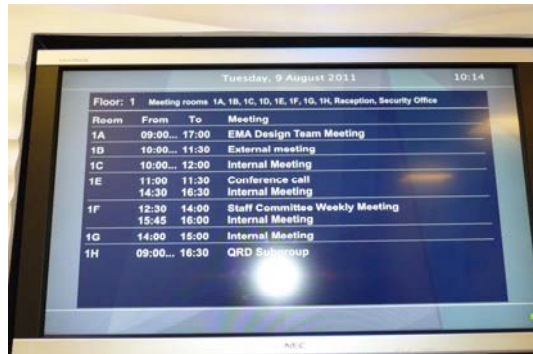 Tuesday, 9 August 2011 10:14
Floor: 1 Meeting rooms 1A, 1B, 1C, 1D, 1E, 1F, 1G, 1H, Reception, Security Office
Room From To Meeting
1A 09:00... 17:00 EMA Design Team Meeting
1B 10:00... 11:30 External meeting
1C 10:00... 12:00 Internal Meeting
1E 11:00 11:30 Conference call
14:30 16:30 Internal Meeting
1F 12:30 14:00 Staff Committee Weekly Meeting
15:45 16:00 Internal Meeting
1G 14:00 15:00 Internal Meeting
1H 09:00... 16:30 QRD Subgroup
NEC